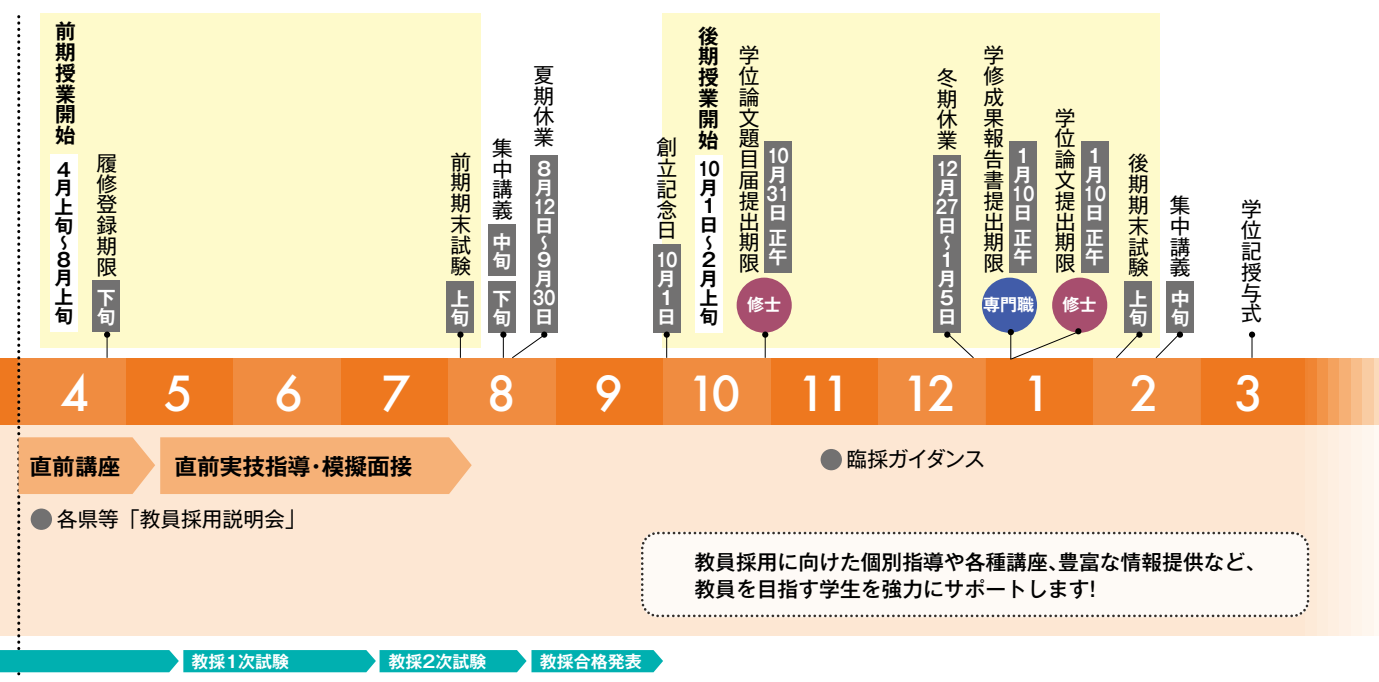 前期授業開始
4月上旬～8月上旬
履修登録期限
下旬
前期期末試験
上旬
集中講義
中旬
下旬
夏期休業
8月12日～9月30日
創立記念日
10月1日
後期授業開始
10月1日～2月上旬
学位論文題目届提出期限
10月31日 正午
修士
冬期休業
12月27日～1月5日
学修成果報告書提出期限
1月10日 正午
専門職
学位論文提出期限
1月10日 正午
修士
後期期末試験
上旬
集中講義
中旬
学位記授与式
4 5 6 7 8 9 10 11 12 1 2 3
直前講座
直前実技指導・模擬面接
●臨採ガイダンス
●各県等「教員採用説明会」
教員採用に向けた個別指導や各種講座、豊富な情報提供など、
教員を目指す学生を強力にサポートします!
教採1次試験
教採2次試験
教採合格発表